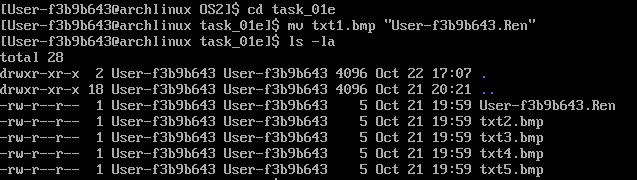 [User-f3b9b643@archlinux OS2]$ cd task_01e
[User-f3b9b643@archlinux task_01e]$ mv txt1.bmp "User-f3b9b643.Ren"
[User-f3b9b643@archlinux task_01e]$ ls -la
total 28
drwxr-xr-x  2 User-f3b9b643 User-f3b9b643 4096 Oct 22 17:07 .
drwxr-xr-x 18 User-f3b9b643 User-f3b9b643 4096 Oct 21 20:21 ..
-rw-r--r--  1 User-f3b9b643 User-f3b9b643    5 Oct 21 19:59 User-f3b9b643.Ren
-rw-r--r--  1 User-f3b9b643 User-f3b9b643    5 Oct 21 19:59 txt2.bmp
-rw-r--r--  1 User-f3b9b643 User-f3b9b643    5 Oct 21 19:59 txt3.bmp
-rw-r--r--  1 User-f3b9b643 User-f3b9b643    5 Oct 21 19:59 txt4.bmp
-rw-r--r--  1 User-f3b9b643 User-f3b9b643    5 Oct 21 19:59 txt5.bmp